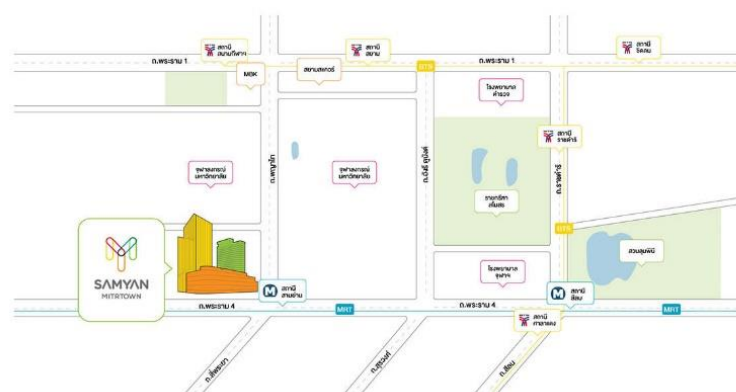 สถานี
สนามกีฬาฯ
สถานี
สยาม
สถานี
ชิดลม
ถ.พระราม 1
ถ.พระราม 1
ถ.พระราม 1
BTS
MBK
สยามสแควร์
โรงพยาบาล
ตำรวจ
สถานี
ราชดำริ
จุฬาลงกรณ์
มหาวิทยาลัย
ถ.พญาไท
จุฬาลงกรณ์
มหาวิทยาลัย
ถ.อังรี ดูนังต์
ราชกรีฑา
สโมสร
ถ.ราชดำริ
BTS
สวนลุมพินี
SAMYAN
MITRTOWN
โรงพยาบาล
จุฬาฯ
M
สถานี
สามย่าน
M
สถานี
สีลม
ถ.พระราม 4
MRT
ถ.พระราม 4
MRT
สถานี
ศาลาแดง
ถ.สี่พระยา
ถ.สุรวงศ์
ถ.สีลม